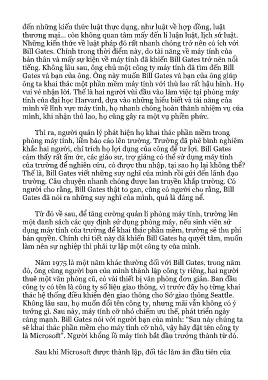 đến những kiến thức luật thực dụng, như luật về hợp đồng, luật
thương mại... còn không quan tâm mấy đến lí luận luật, lịch sử luật.
Những kiến thức về luật pháp đó rất nhanh chóng trở nên có ích với
Bill Gates. Chính trong thời điểm này, do tài năng về máy tính của
bản thân và mấy sự kiện về máy tính đã khiến Bill Gates trở nên nổi
tiếng. Không lâu sau, ông chủ một công ty máy tính đã tìm đến Bill
Gates và bạn của ông. Ông này muốn Bill Gates và bạn của ông giúp
ông ta khai thác một phần mềm máy tính với thù lao rất hậu hĩnh. Họ
vui vẻ nhận lời. Thế là hai người vùi đầu vào làm việc tại phòng máy
tính của đại học Harvard, dựa vào những hiểu biết và tài năng của
mình về lĩnh vực máy tính, họ nhanh chóng hoàn thành nhiệm vụ của
mình, khi nhận thù lao, họ cũng gây ra một vụ phiền phức.
Thì ra, người quản lý phát hiện họ khai thác phần mềm trong
phòng máy tính, liền báo cáo lên trường. Trường đã phê bình nghiêm
khắc hai người, chỉ trích họ lợi dụng của công để tư lợi. Bill Gates
cảm thấy rất ấm ức, các giáo sư, trợ giảng có thể sử dụng máy tính
của trường để nghiên cứu, có được thu nhập, tại sao họ lại không thể?
Thế là, Bill Gates viết những suy nghĩ của mình rồi gửi đến lãnh đạo
trường. Câu chuyện nhanh chóng được lan truyền khắp trường. Có
người cho rằng, Bill Gates thật to gan, cũng có người cho rằng, Bill
Gates đã nói ra những suy nghĩ của mình, quả là đáng nể.
Từ đó về sau, để tăng cường quản lí phòng máy tính, trường lên
một danh sách các quy định sử dụng phòng máy, nếu sinh viên sử
dụng máy tính của trường để khai thác phần mềm, trường sẽ thu phí
bản quyền. Chính chi tiết này đã khiến Bill Gates hạ quyết tâm, muốn
làm nên sự nghiệp thì phải tự lập một công ty của mình.
Năm 1975 là một năm khác thường đối với Bill Gates, trong năm
đó, ông cùng người bạn của mình thành lập công ty riêng, hai người
thuê một văn phòng cũ, có vài thiết bị văn phòng đơn giản. Ban đầu
công ty có tên là công ty số liệu giao thông, vì trước đây họ từng khai
thác hệ thống điều khiển đèn giao thông cho Sở giao thông Seattle.
Không lâu sau, họ muốn đổi tên công ty, nhưng mãi vẫn không có ý
tưởng gì. Sau này, máy tính cỡ nhỏ chiếm ưu thế, phát triển ngày
càng mạnh. Bill Gates nói với người bạn của mình: "Sau này chúng ta
sẽ khai thác phần mềm cho máy tính cỡ nhỏ, vậy hãy đặt tên công ty
là Microsoft". Người khổng lồ máy tính bắt đầu trưởng thành từ đó.
Sau khi Microsoft được thành lập, đối tác làm ăn đầu tiên của